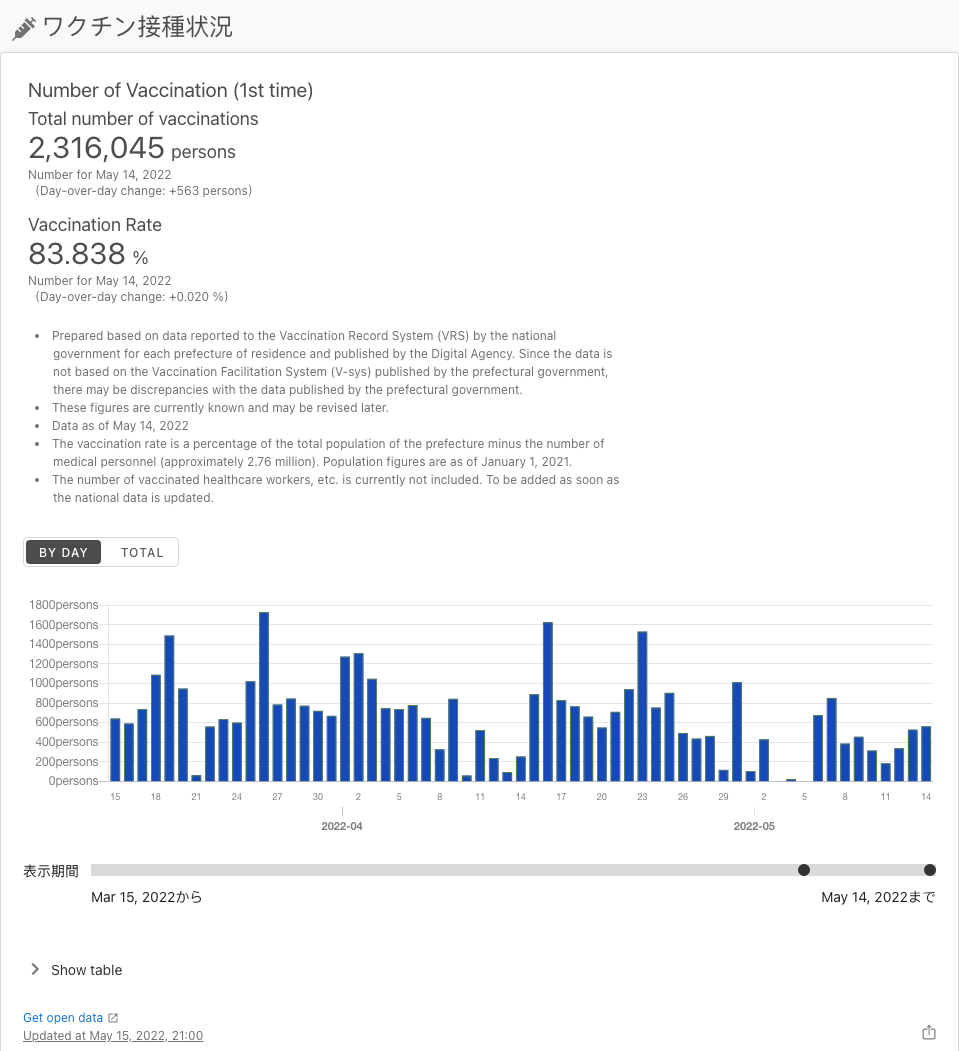 ワクチン接種状況
Number of Vaccination (1st time)
Total number of vaccinations
2,316,045 persons
Number for May 14, 2022
(Day-over-day change: +563 persons)
Vaccination Rate
83.838 %
Number for May 14, 2022
(Day-over-day change: +0.020 %)
• Prepared based on data reported to the Vaccination Record System (VRS) by the national
government for each prefecture of residence and published by the Digital Agency. Since the data is
not based on the Vaccination Facilitation System (V-sys) published by the prefectural government,
there may be discrepancies with the data published by the prefectural government.
• These figures are currently known and may be revised later.
• Data as of May 14, 2022
• The vaccination rate is a percentage of the total population of the prefecture minus the number of
medical personnel (approximately 2.76 million). Population figures are as of January 1, 2021.
• The number of vaccinated healthcare workers, etc. is currently not included. To be added as soon as
the national data is updated.
BY DAY TOTAL
1800persons
1600persons
1400persons
1200persons
1000persons
800persons
600persons
400persons
200persons
0persons
15 18 21 24 27 30 2 5 8 11 14 17 20 23 26 29 2 5 8 11 14
2022-04 2022-05
表示期間
Mar 15, 2022から May 14, 2022まで
Show table
Get open data
Updated at May 15, 2022, 21:00